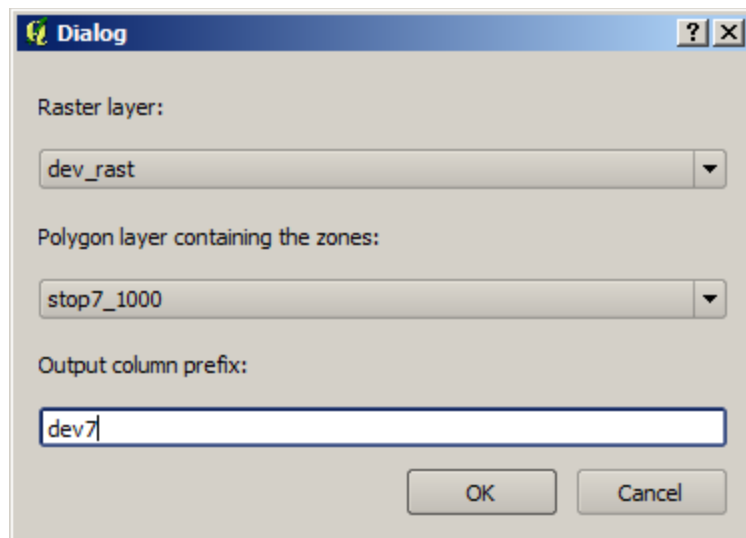 Dialog
Raster layer:
dev_rast
Polygon layer containing the zones:
stop7_1000
Output column prefix:
dev7
OK Cancel